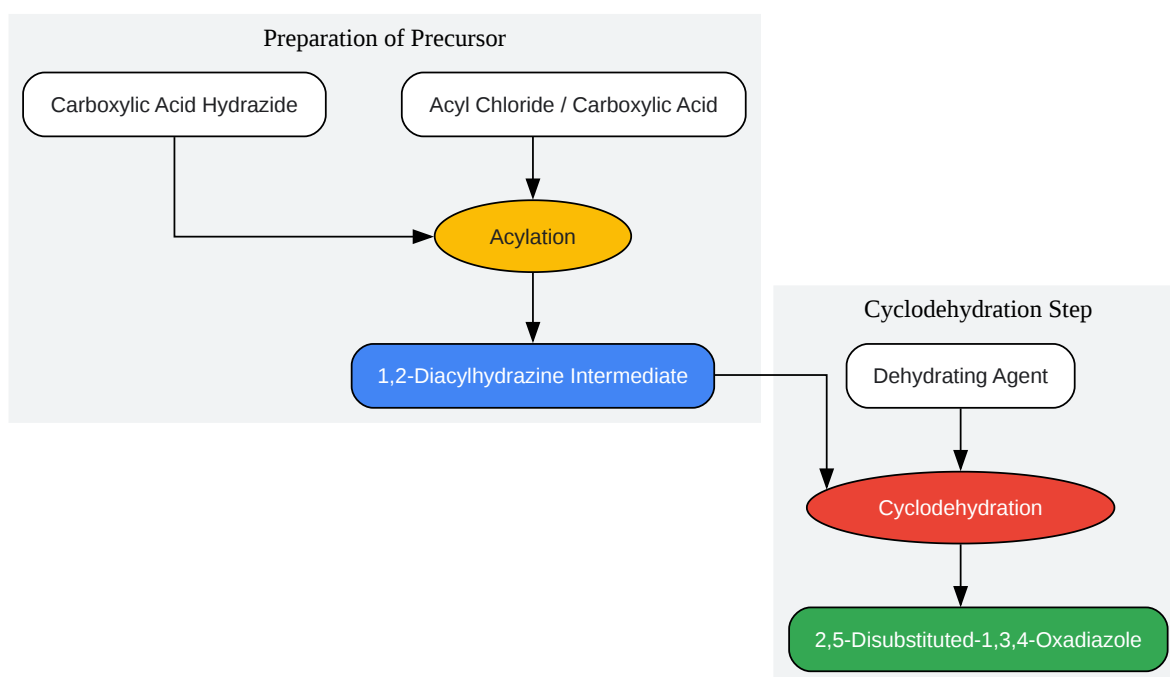 Preparation of Precursor
Carboxylic Acid Hydrazide
Acyl Chloride / Carboxylic Acid
Acylation
1,2-Diacylhydrazine Intermediate
Cyclodehydration Step
Dehydrating Agent
Cyclodehydration
2,5-Disubstituted-1,3,4-Oxadiazole